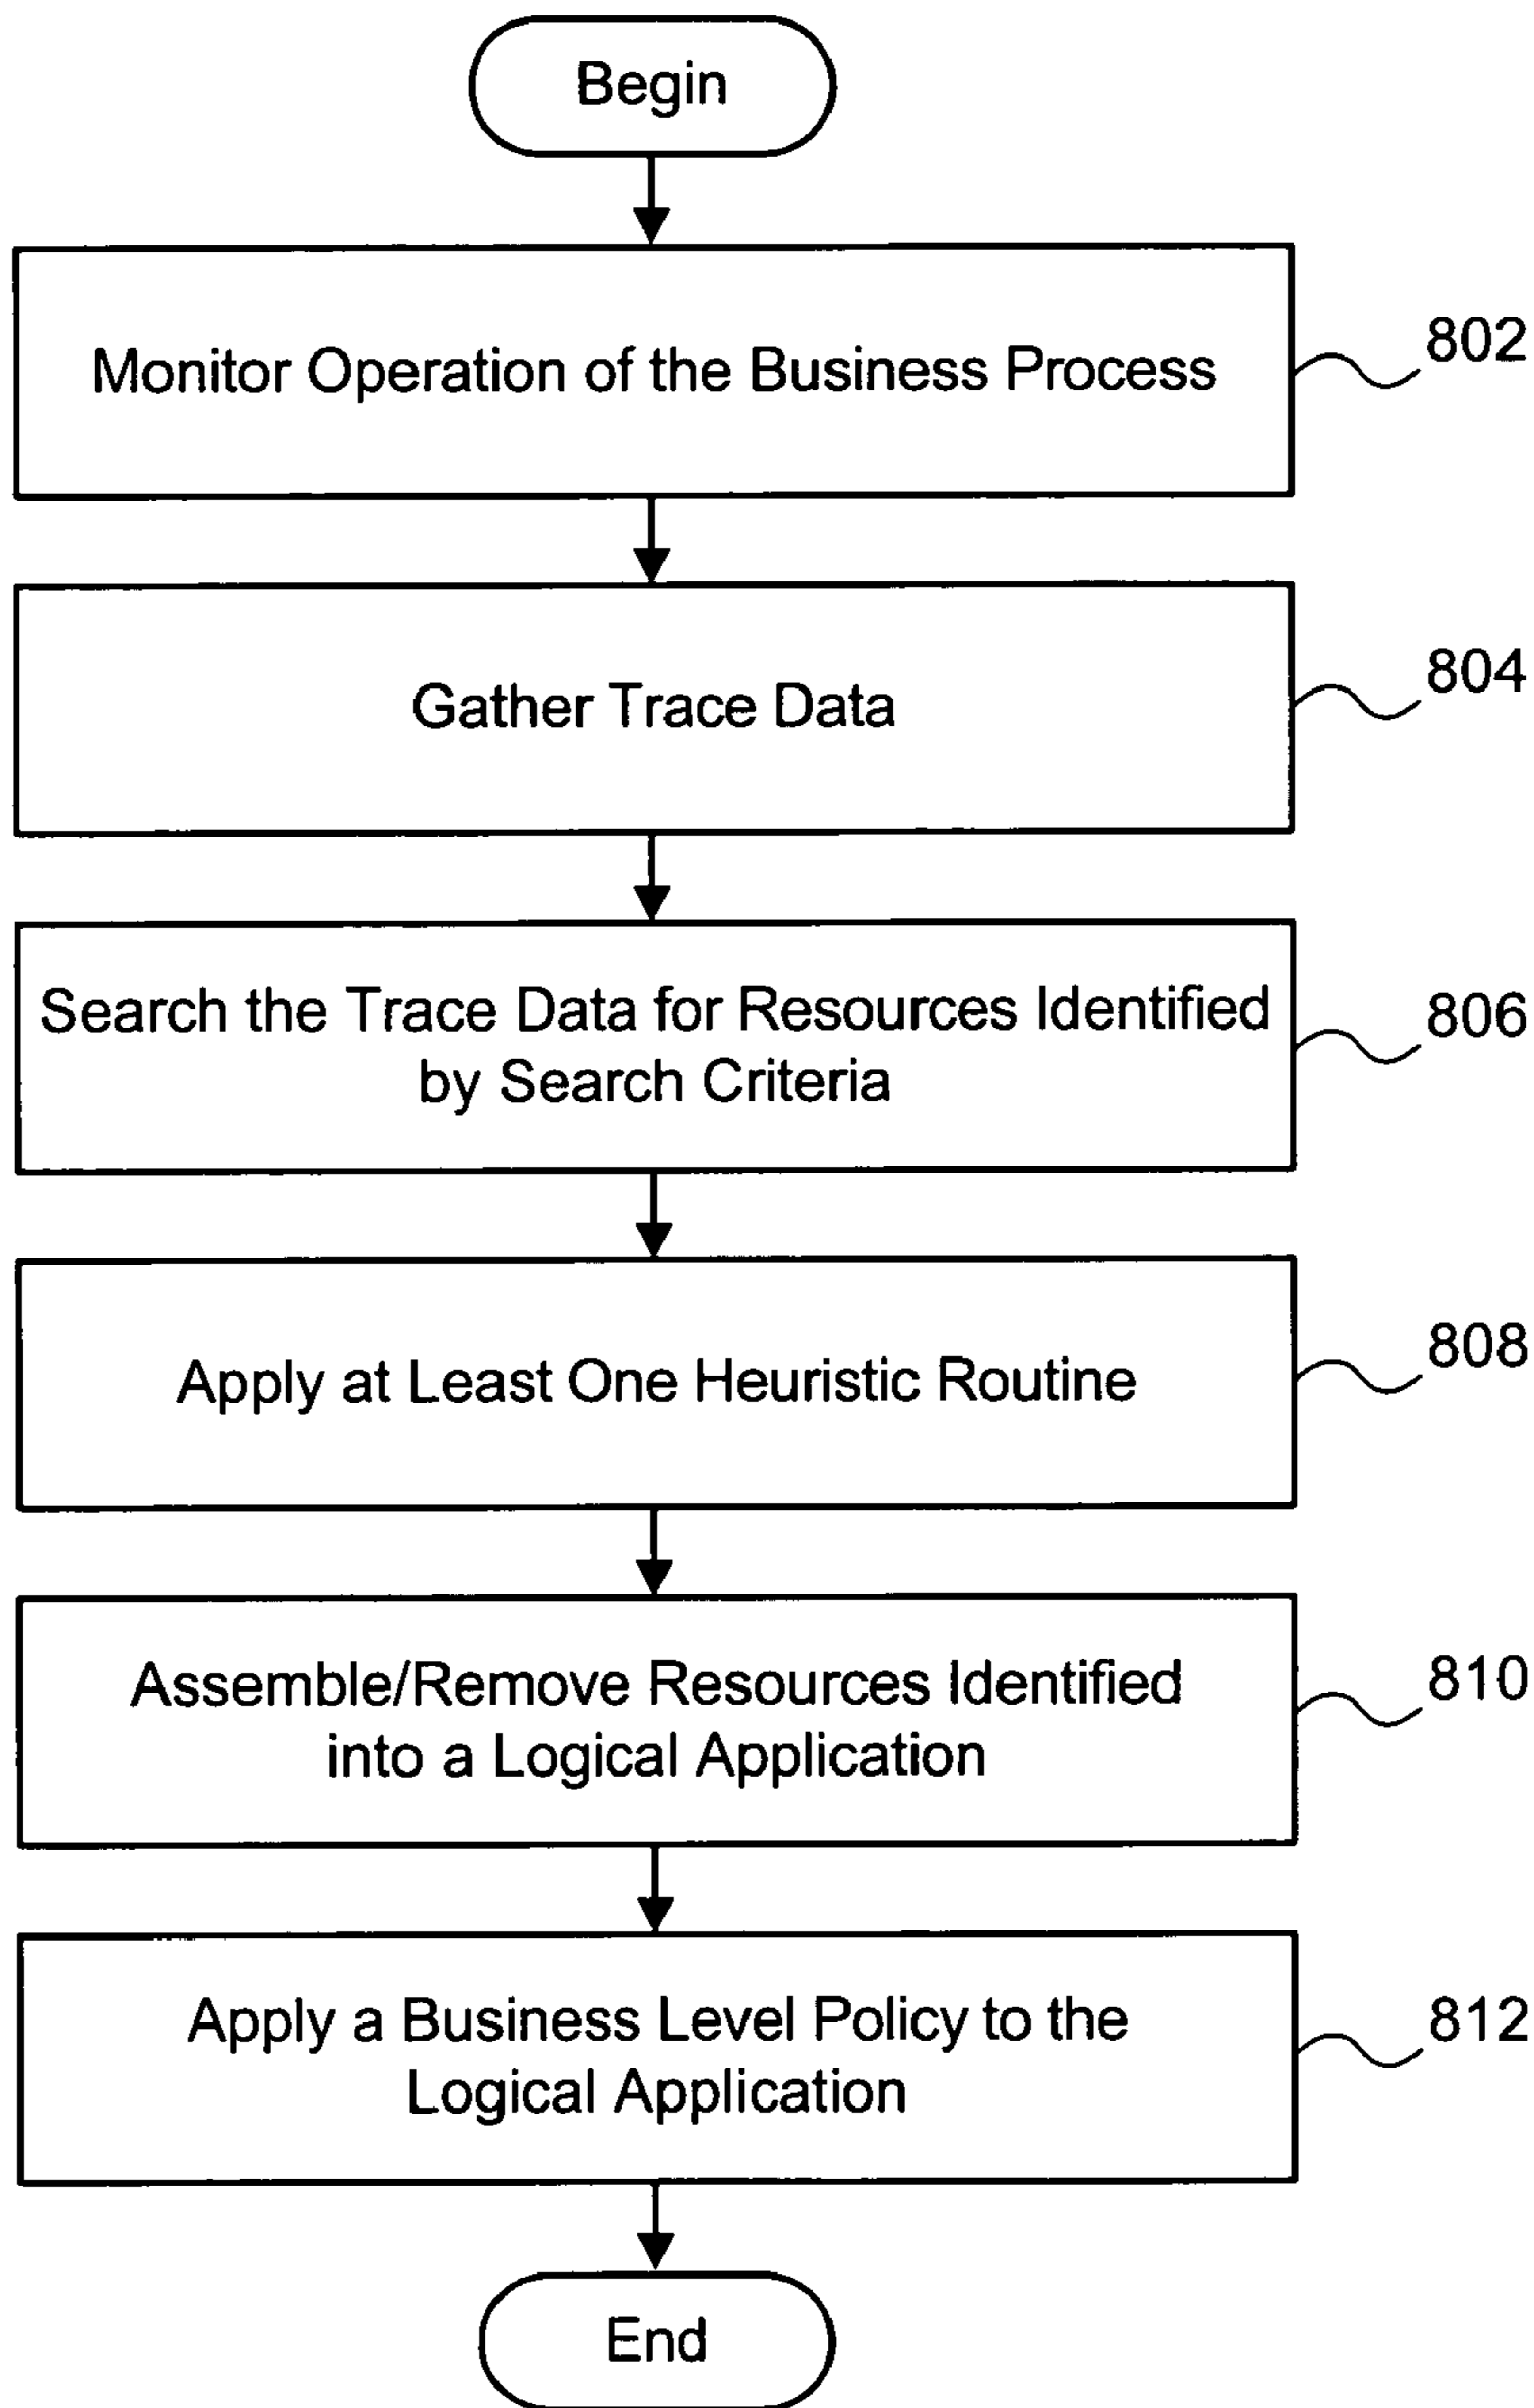 Begin
Monitor Operation of the Business Process
802
Gather Trace Data
804
Search the Trace Data for Resources Identified
by Search Criteria
806
Apply at Least One Heuristic Routine
808
Assemble/Remove Resources Identified
into a Logical Application
810
Apply a Business Level Policy to the
Logical Application
812
End